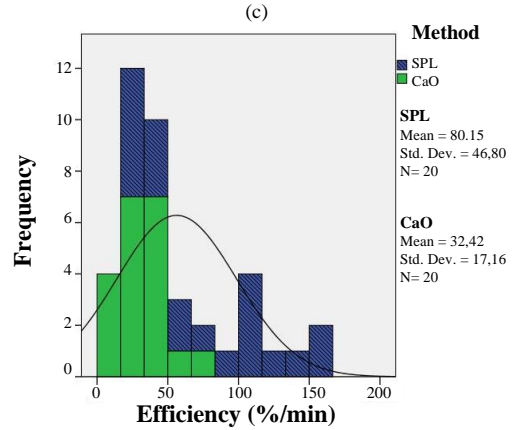 (c)
Method
SPL
CaO
SPL
Mean = 80.15
Std. Dev. = 46,80
N= 20
CaO
Mean = 32,42
Std. Dev. = 17,16
N= 20
Frequency
12
10
8
6
4
2
0
0 50 100 150 200
Efficiency (%/min)